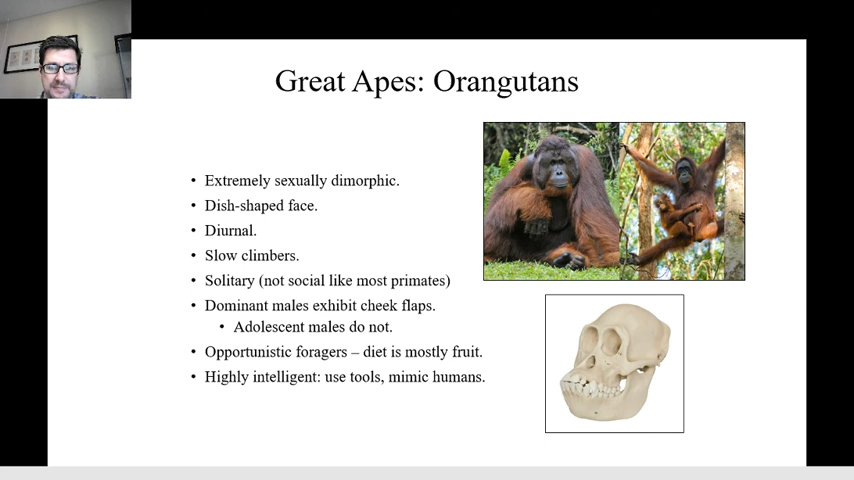 Great Apes: Orangutans
• Extremely sexually dimorphic.
• Dish-shaped face.
• Diurnal.
• Slow climbers.
• Solitary (not social like most primates)
• Dominant males exhibit cheek flaps.
• Adolescent males do not.
• Opportunistic foragers – diet is mostly fruit.
• Highly intelligent: use tools, mimic humans.